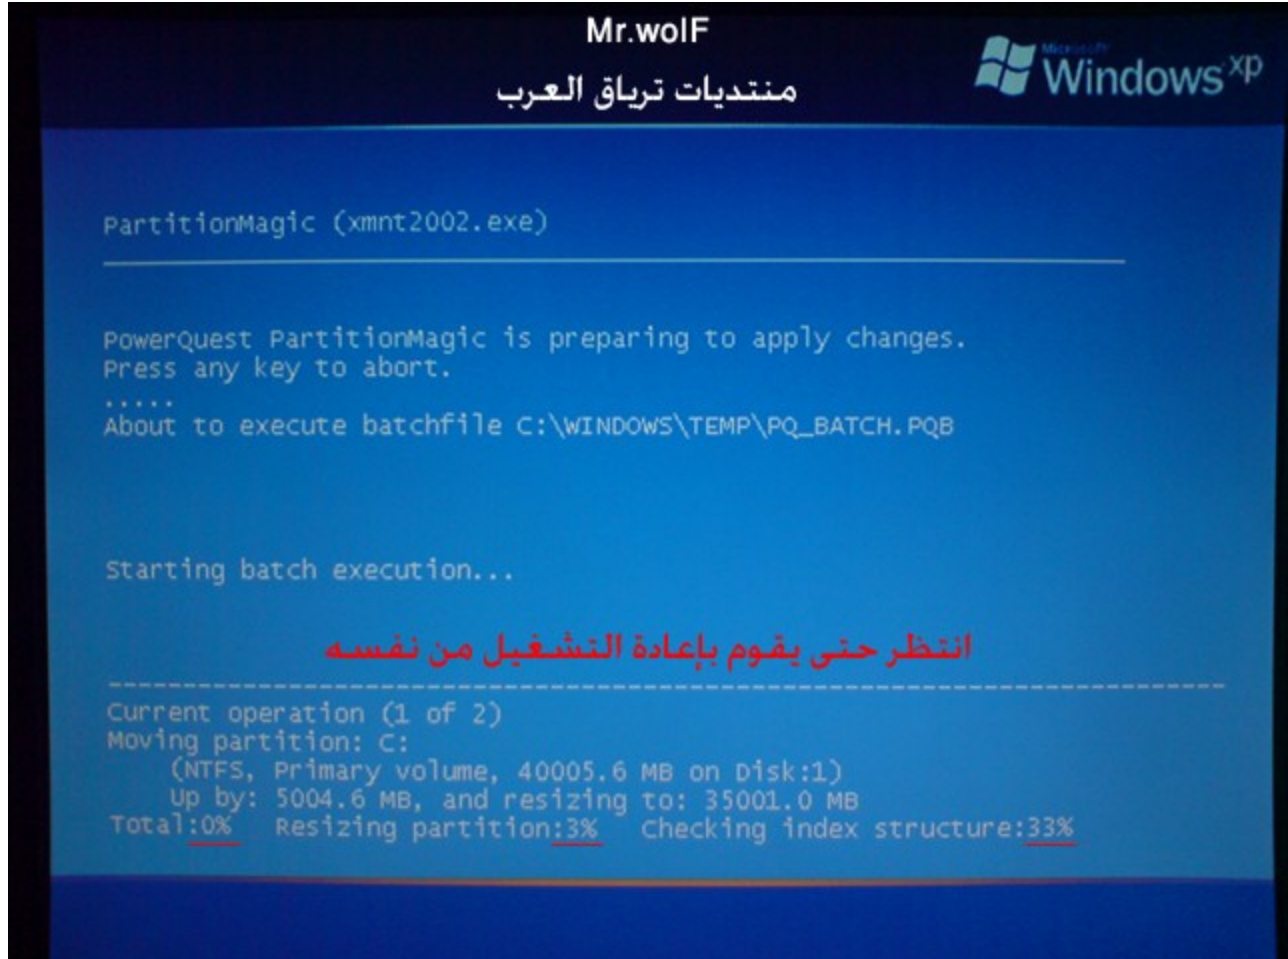 Mr.wolF
منتديات ترياق العرب
Microsoft
Windows xp
PartitionMagic (xmnt2002.exe)
PowerQuest PartitionMagic is preparing to apply changes.
Press any key to abort.
.....
About to execute batchfile C:\WINDOWS\TEMP\PQ_BATCH.PQB
Starting batch execution...
انتظر حتى يقوم بإعادة التشغيل من نفسه
--------------------------------------------------------------------------
Current operation (1 of 2)
Moving partition: C:
(NTFS, Primary volume, 40005.6 MB on Disk:1)
Up by: 5004.6 MB, and resizing to: 35001.0 MB
Total:0% Resizing partition:3% Checking index structure:33%